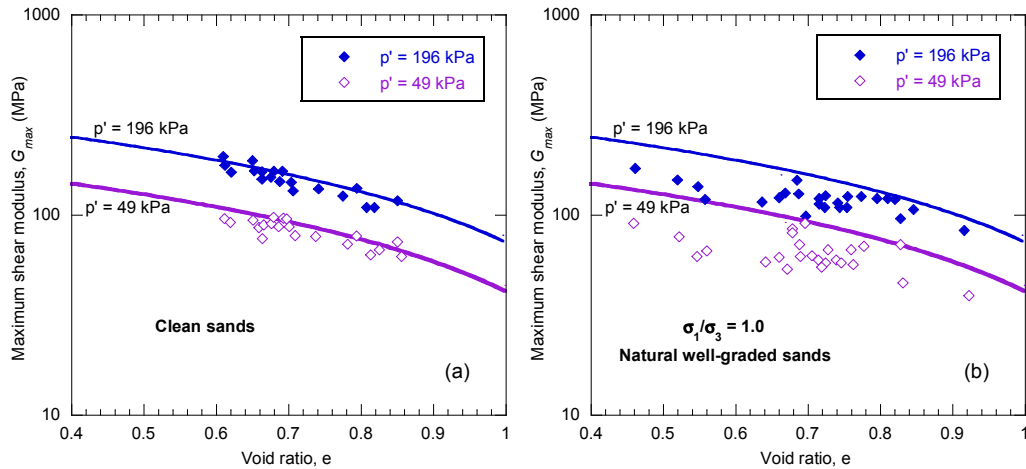 1000
100
10
Maximum shear modulus, G_max (MPa)
p' = 196 kPa
p' = 49 kPa
p' = 196 kPa
p' = 49 kPa
Clean sands
(a)
0.4 0.5 0.6 0.7 0.8 0.9 1
Void ratio, e
1000
100
10
Maximum shear modulus, G_max (MPa)
p' = 196 kPa
p' = 49 kPa
p' = 196 kPa
p' = 49 kPa
σ1/σ3 = 1.0
Natural well-graded sands
(b)
0.4 0.5 0.6 0.7 0.8 0.9 1
Void ratio, e